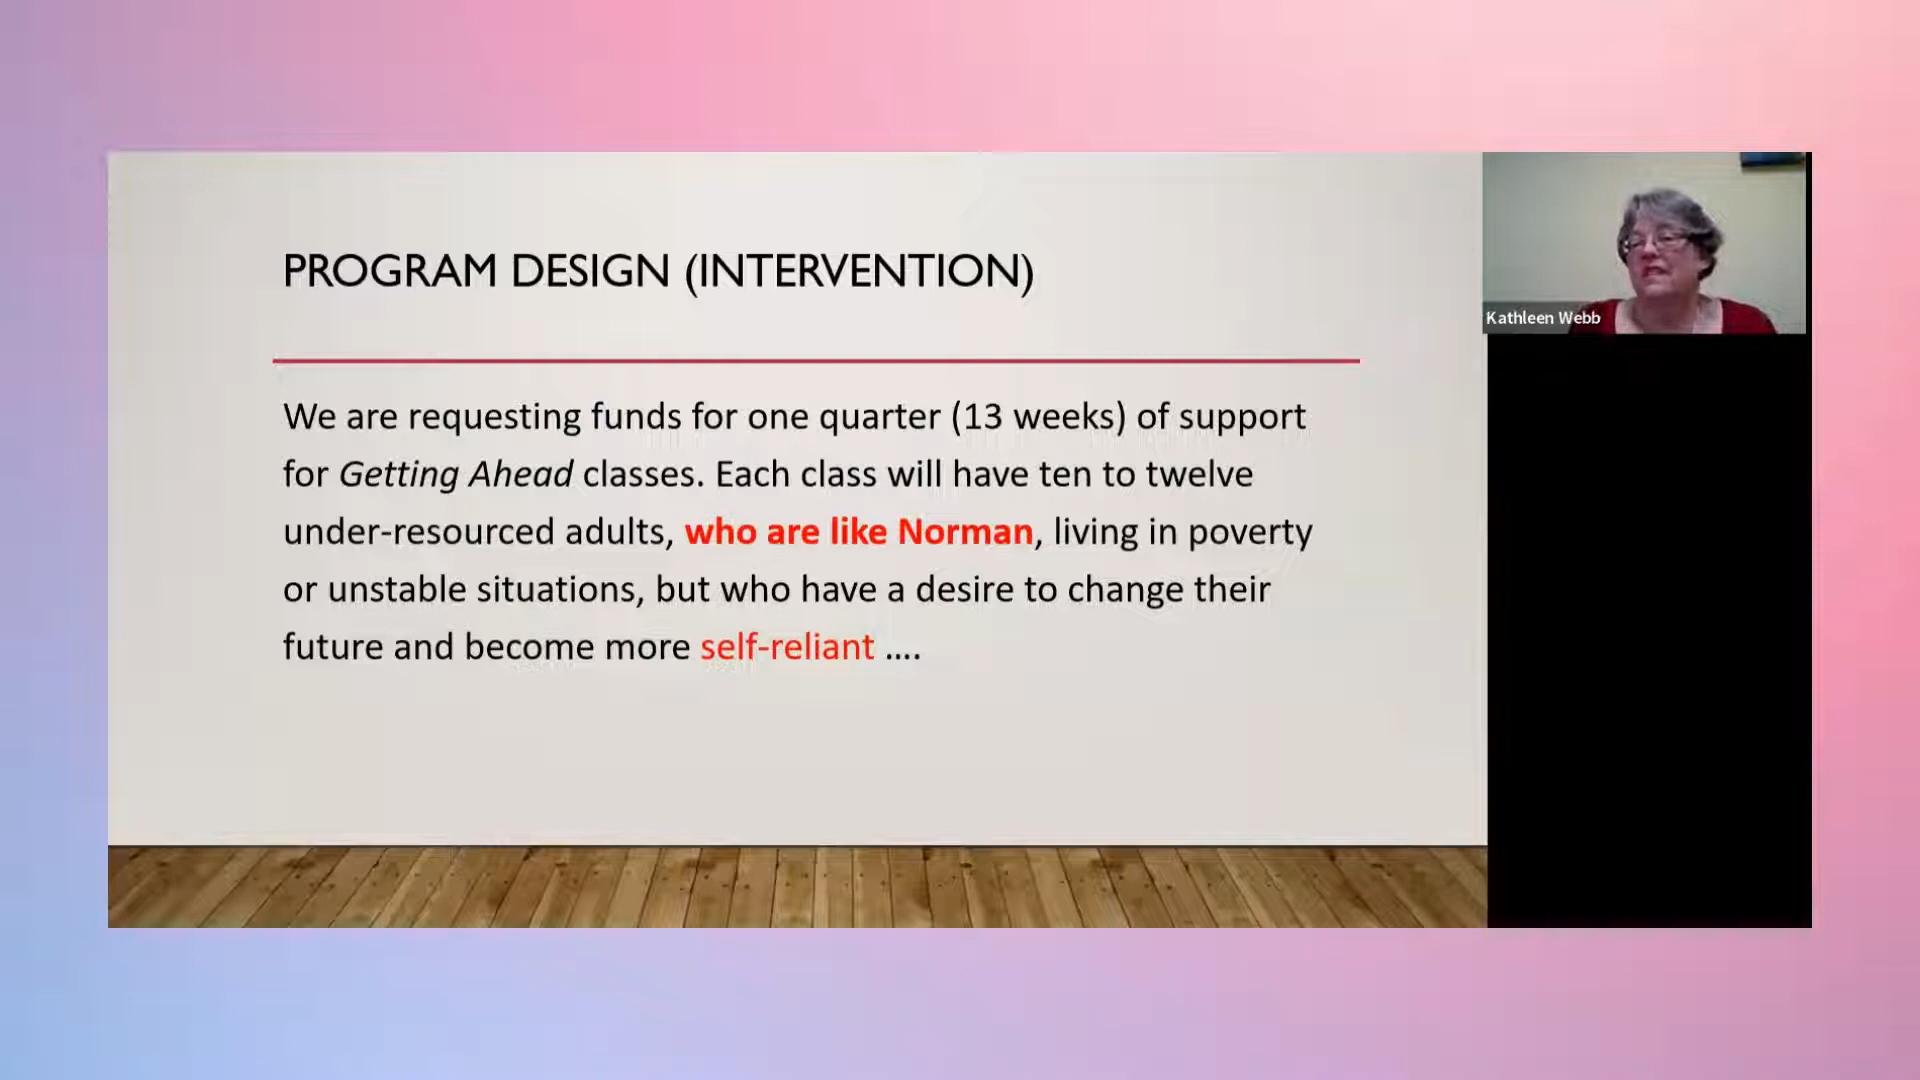 PROGRAM DESIGN (INTERVENTION)
We are requesting funds for one quarter (13 weeks) of support
for Getting Ahead classes. Each class will have ten to twelve
under-resourced adults, who are like Norman, living in poverty
or unstable situations, but who have a desire to change their
future and become more self-reliant ....
Kathleen Webb